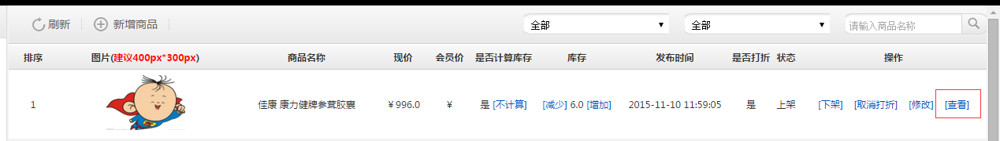 刷新 新增商品 全部 全部 请输入商品名称
排序 图片(建议400px*300px) 商品名称 现价 会员价 是否计算库存 库存 发布时间 是否打折 状态 操作
1 佳康 康力健牌参茸胶囊 ￥996.0 ￥ 是 [不计算] [减少] 6.0 [增加] 2015-11-10 11:59:05 是 上架 [下架] [取消打折] [修改] [查看]